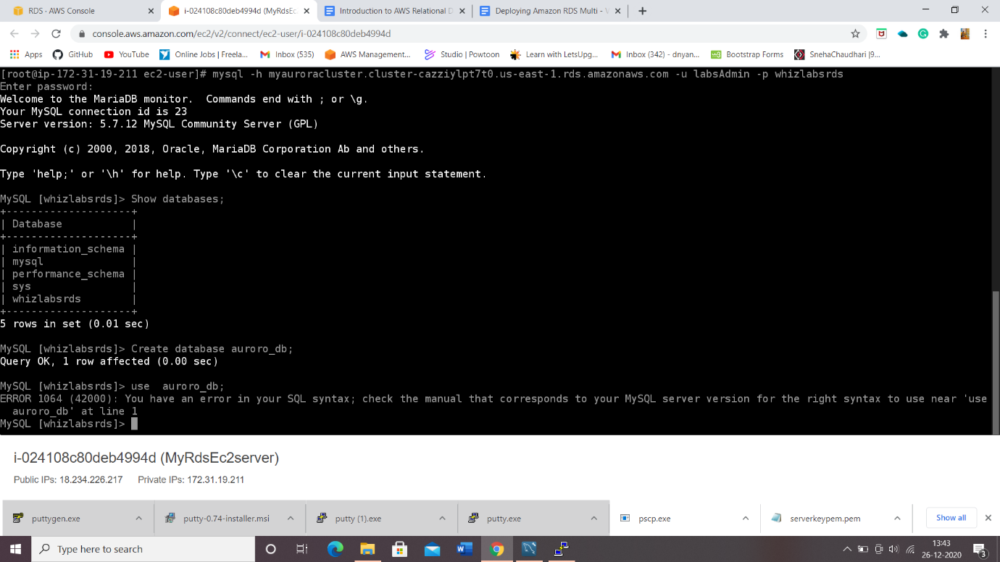 RDS · AWS Console
i-024108c80deb4994d (MyRdsEc
Introduction to AWS Relational D
Deploying Amazon RDS Multi - V
console.aws.amazon.com/ec2/v2/connect/ec2-user/i-024108c80deb4994d
Apps GitHub YouTube Online Jobs | Freela... Inbox (535) AWS Management... Studio | Powtoon Learn with LetsUpg... Inbox (342) - dnyan... Bootstrap Forms SnehaChaudhari |9...
[root@ip-172-31-19-211 ec2-user]# mysql -h myauroracluster.cluster-cazziylpt7t0.us-east-1.rds.amazonaws.com -u labsAdmin -p whizlabsrds
Enter password:
Welcome to the MariaDB monitor.  Commands end with ; or \g.
Your MySQL connection id is 23
Server version: 5.7.12 MySQL Community Server (GPL)
Copyright (c) 2000, 2018, Oracle, MariaDB Corporation Ab and others.
Type 'help;' or '\h' for help. Type '\c' to clear the current input statement.
MySQL [whizlabsrds]> Show databases;
+--------------------+
| Database           |
+--------------------+
| information_schema |
| mysql              |
| performance_schema |
| sys                |
| whizlabsrds        |
+--------------------+
5 rows in set (0.01 sec)
MySQL [whizlabsrds]> Create database auroro_db;
Query OK, 1 row affected (0.00 sec)
MySQL [whizlabsrds]> use  auroro_db;
ERROR 1064 (42000): You have an error in your SQL syntax; check the manual that corresponds to your MySQL server version for the right syntax to use near 'use
  auroro_db' at line 1
MySQL [whizlabsrds]>
i-024108c80deb4994d (MyRdsEc2server)
Public IPs: 18.234.226.217 Private IPs: 172.31.19.211
puttygen.exe putty-0.74-installer.msi putty (1).exe putty.exe pscp.exe serverkeypem.pem Show all
Type here to search
13:43
26-12-2020
3